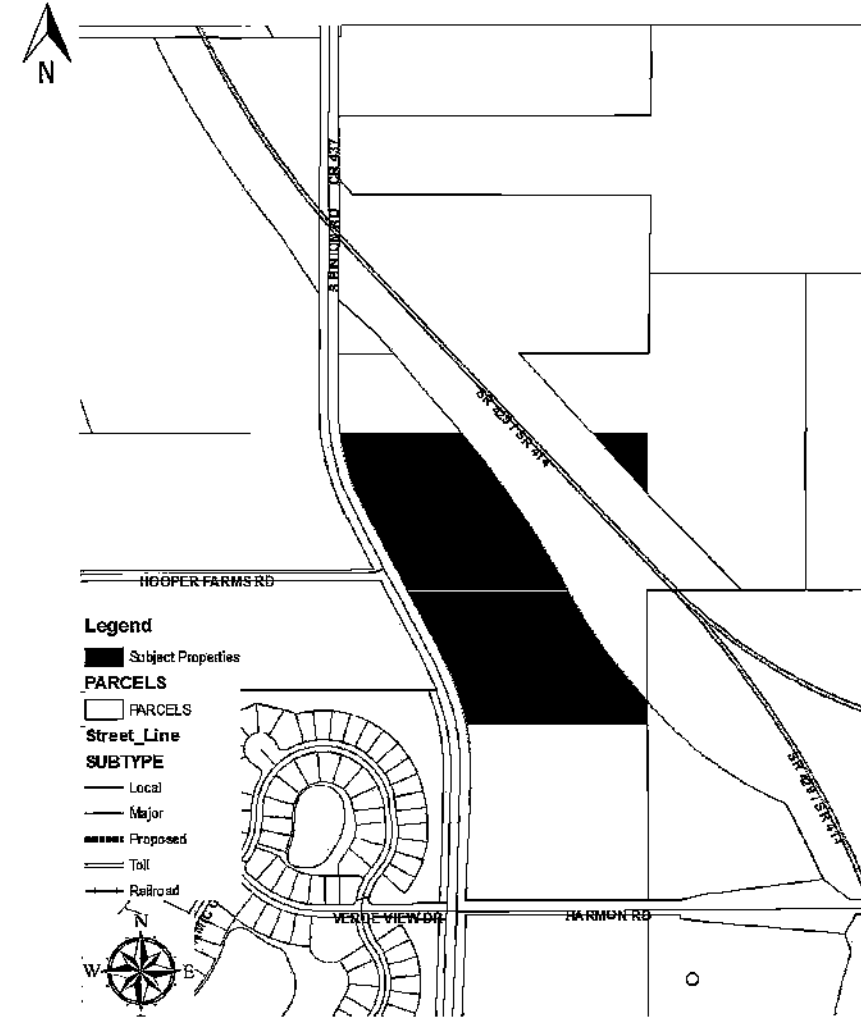 N
CR 437
S BINION RD
SR 429 / SR 414
HOOPER FARMS RD
Legend
Subject Properties
PARCELS
PARCELS
Street_Line
SUBTYPE
Local
Major
Proposed
Toll
Railroad
SR 429 / SR 414
VERDE VIEW DR
HARMON RD
N
W
E